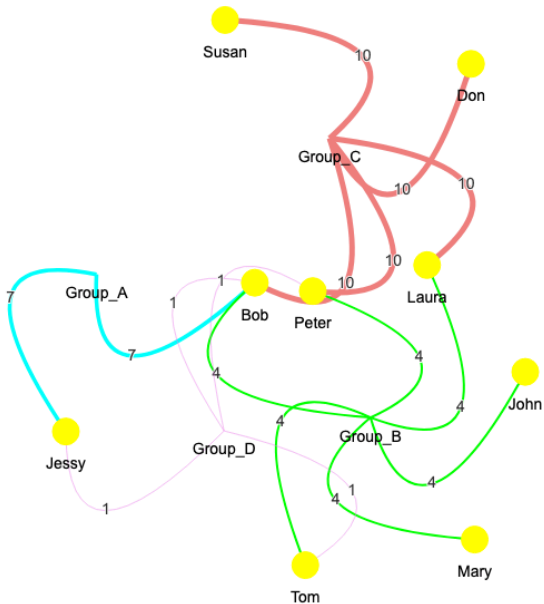 Susan
10
Don
Group_C
10
10
10
10
Group_A
7
1
1
Bob
Peter
Laura
7
4
4
4
John
4
Group_B
Jessy
Group_D
4
4
1
1
Tom
Mary